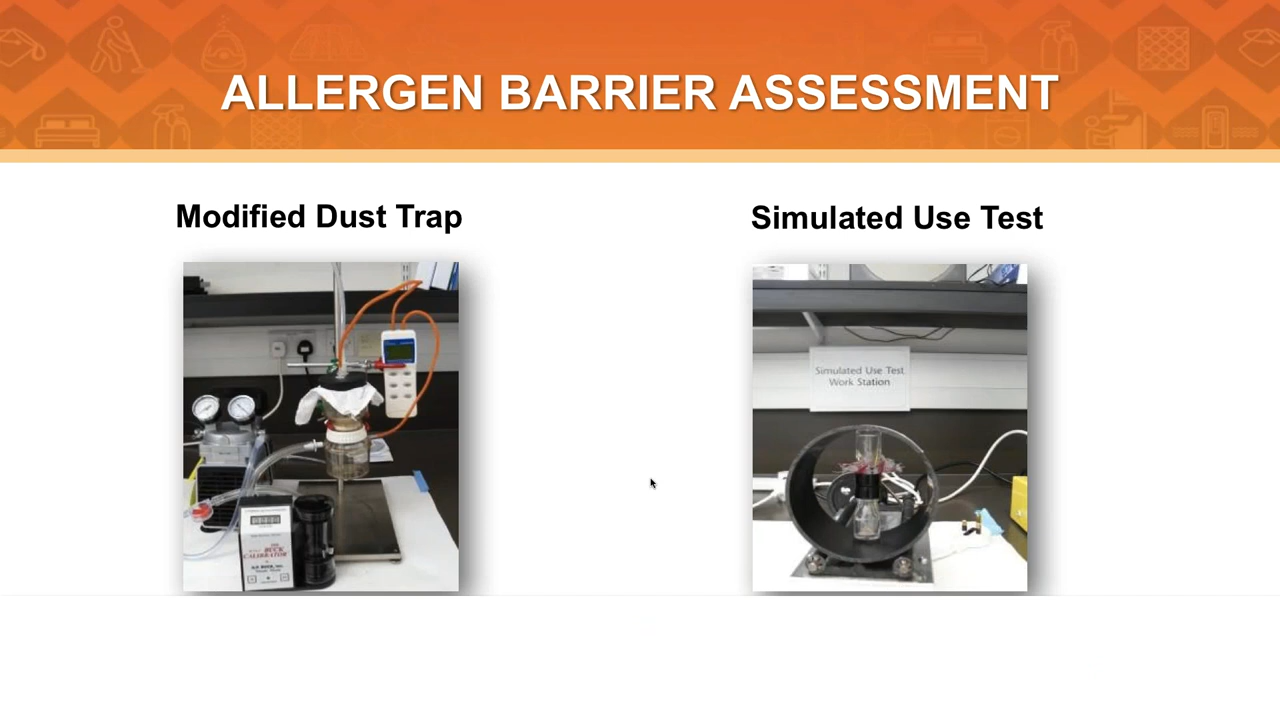 ALLERGEN BARRIER ASSESSMENT
Modified Dust Trap
Simulated Use Test
Simulated Use Test
Work Station
BUCK
CALIBRATOR